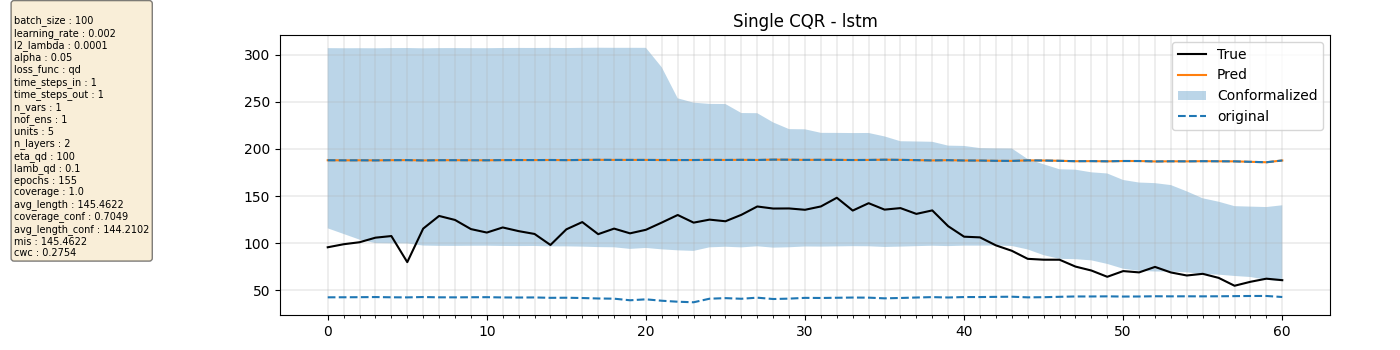 Single CQR - lstm
batch_size : 100
learning_rate : 0.002
l2_lambda : 0.0001
alpha : 0.05
loss_func : qd
time_steps_in : 1
time_steps_out : 1
n_vars : 1
nof_ens : 1
units : 5
n_layers : 2
eta_qd : 100
lamb_qd : 0.1
epochs : 155
coverage : 1.0
avg_length : 145.4622
coverage_conf : 0.7049
avg_length_conf : 144.2102
mis : 145.4622
cwc : 0.2754
300
250
200
150
100
50
True
Pred
Conformalized
original
0 10 20 30 40 50 60